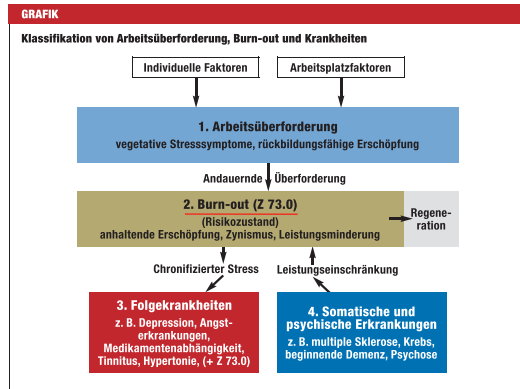 GRAFIK
Klassifikation von Arbeitsüberforderung, Burn-out und Krankheiten
Individuelle Faktoren
Arbeitsplatzfaktoren
1. Arbeitsüberforderung
vegetative Stresssymptome, rückbildungsfähige Erschöpfung
Andauernde Überforderung
2. Burn-out (Z 73.0)
(Risikozustand)
anhaltende Erschöpfung, Zynismus, Leistungsminderung
Regene-
ration
Chronifizierter Stress
Leistungseinschränkung
3. Folgekrankheiten
z. B. Depression, Angst-
erkrankungen,
Medikamentenabhängigkeit,
Tinnitus, Hypertonie, (+ Z 73.0)
4. Somatische und
psychische Erkrankungen
z. B. multiple Sklerose, Krebs,
beginnende Demenz, Psychose